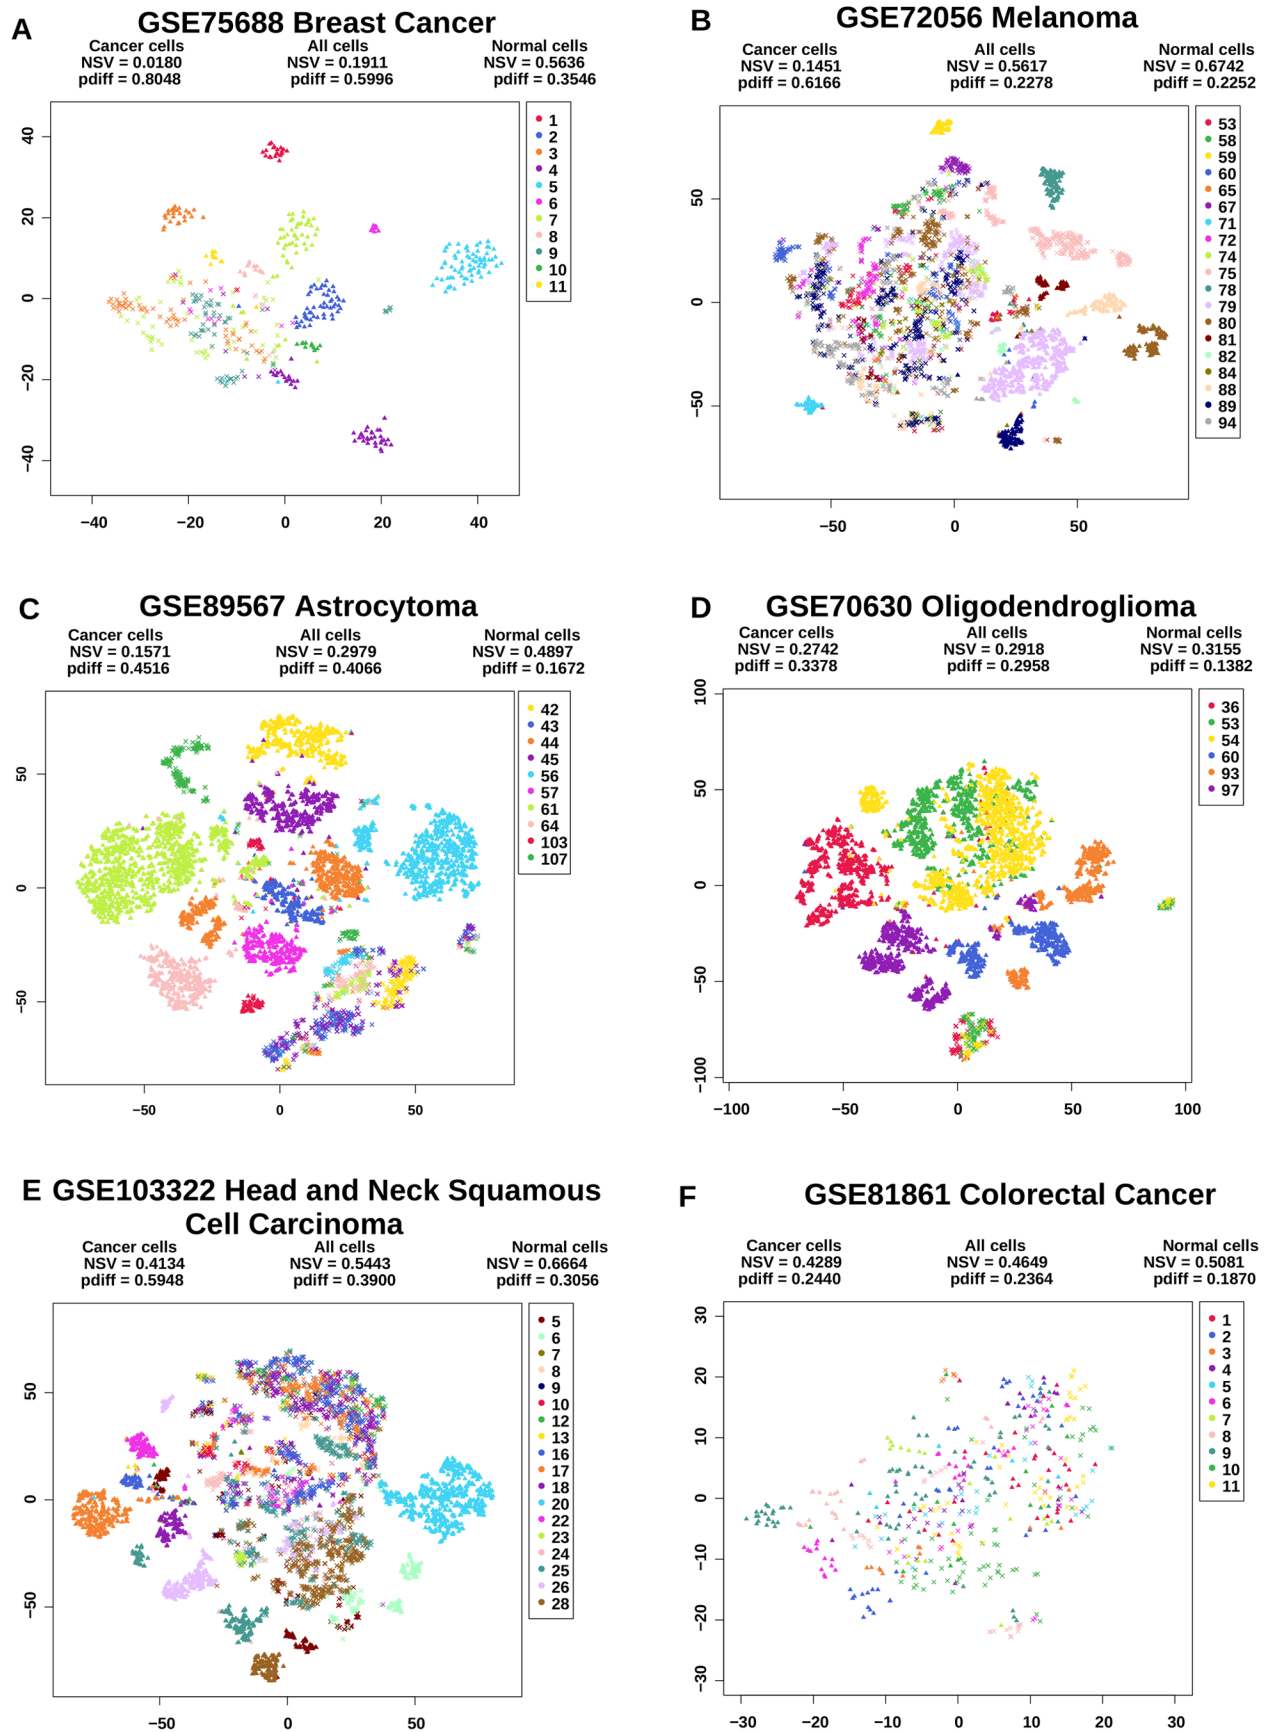 A
GSE75688 Breast Cancer
Cancer cells
NSV = 0.0180
pdiff = 0.8048
All cells
NSV = 0.1911
pdiff = 0.5996
Normal cells
NSV = 0.5636
pdiff = 0.3546
40
20
0
−20
−40
−40
−20
0
20
40
1
2
3
4
5
6
7
8
9
10
11
B
GSE72056 Melanoma
Cancer cells
NSV = 0.1451
pdiff = 0.6166
All cells
NSV = 0.5617
pdiff = 0.2278
Normal cells
NSV = 0.6742
pdiff = 0.2252
50
0
−50
−50
0
50
53
58
59
60
65
67
71
72
74
75
78
79
80
81
82
84
88
89
94
C
GSE89567 Astrocytoma
Cancer cells
NSV = 0.1571
pdiff = 0.4516
All cells
NSV = 0.2979
pdiff = 0.4066
Normal cells
NSV = 0.4897
pdiff = 0.1672
50
0
−50
−50
0
50
42
43
44
45
56
57
61
64
103
107
D
GSE70630 Oligodendroglioma
Cancer cells
NSV = 0.2742
pdiff = 0.3378
All cells
NSV = 0.2918
pdiff = 0.2958
Normal cells
NSV = 0.3155
pdiff = 0.1382
100
50
0
−50
−100
−100
−50
0
50
100
36
53
54
60
93
97
E GSE103322 Head and Neck Squamous
Cell Carcinoma
Cancer cells
NSV = 0.4134
pdiff = 0.5948
All cells
NSV = 0.5443
pdiff = 0.3900
Normal cells
NSV = 0.6664
pdiff = 0.3056
50
0
−50
−50
0
50
5
6
7
8
9
10
12
13
16
17
18
20
22
23
24
25
26
28
F
GSE81861 Colorectal Cancer
Cancer cells
NSV = 0.4289
pdiff = 0.2440
All cells
NSV = 0.4649
pdiff = 0.2364
Normal cells
NSV = 0.5081
pdiff = 0.1870
30
20
10
0
−10
−20
−30
−30
−20
−10
0
10
20
30
1
2
3
4
5
6
7
8
9
10
11